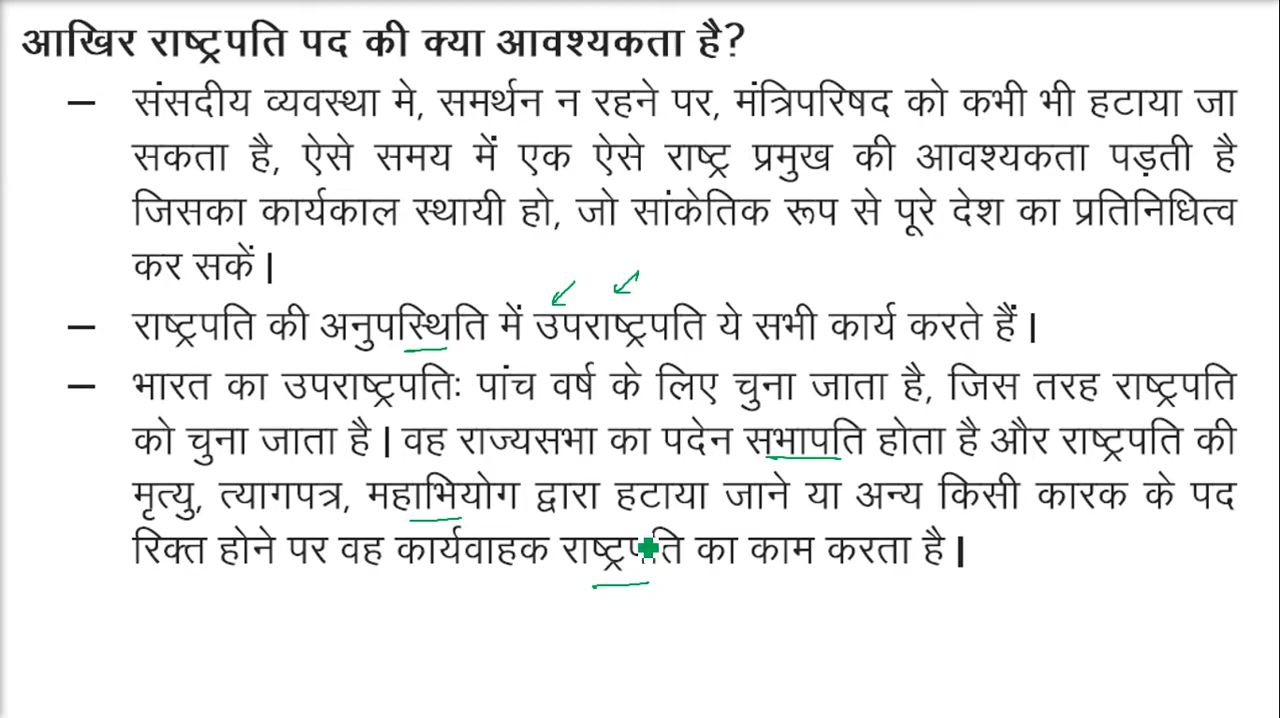 आखिर राष्ट्रपति पद की क्या आवश्यकता है?
– संसदीय व्यवस्था मे, समर्थन न रहने पर, मंत्रिपरिषद को कभी भी हटाया जा
सकता है, ऐसे समय में एक ऐसे राष्ट्र प्रमुख की आवश्यकता पड़ती है
जिसका कार्यकाल स्थायी हो, जो सांकेतिक रूप से पूरे देश का प्रतिनिधित्व
कर सकें।
– राष्ट्रपति की अनुपस्थिति में उपराष्ट्रपति ये सभी कार्य करते हैं।
– भारत का उपराष्ट्रपतिः पांच वर्ष के लिए चुना जाता है, जिस तरह राष्ट्रपति
को चुना जाता है। वह राज्यसभा का पदेन सभापति होता है और राष्ट्रपति की
मृत्यु, त्यागपत्र, महाभियोग द्वारा हटाया जाने या अन्य किसी कारक के पद
रिक्त होने पर वह कार्यवाहक राष्ट्रपति का काम करता है।